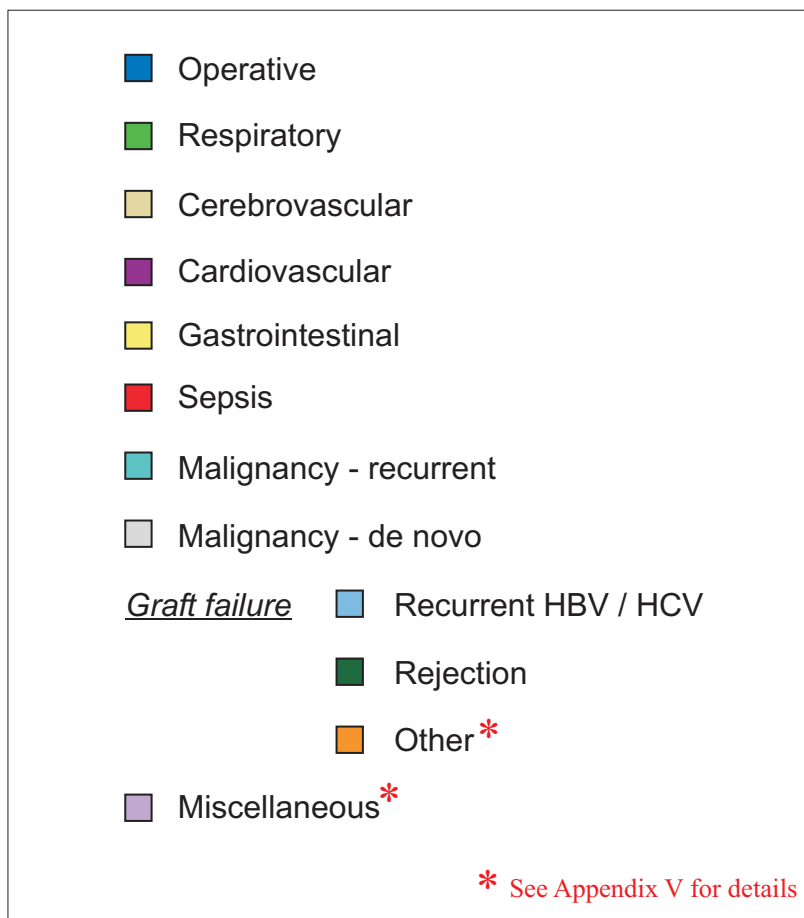 Operative
Respiratory
Cerebrovascular
Cardiovascular
Gastrointestinal
Sepsis
Malignancy - recurrent
Malignancy - de novo
Graft failure Recurrent HBV / HCV
Rejection
Other *
Miscellaneous*
* See Appendix V for details